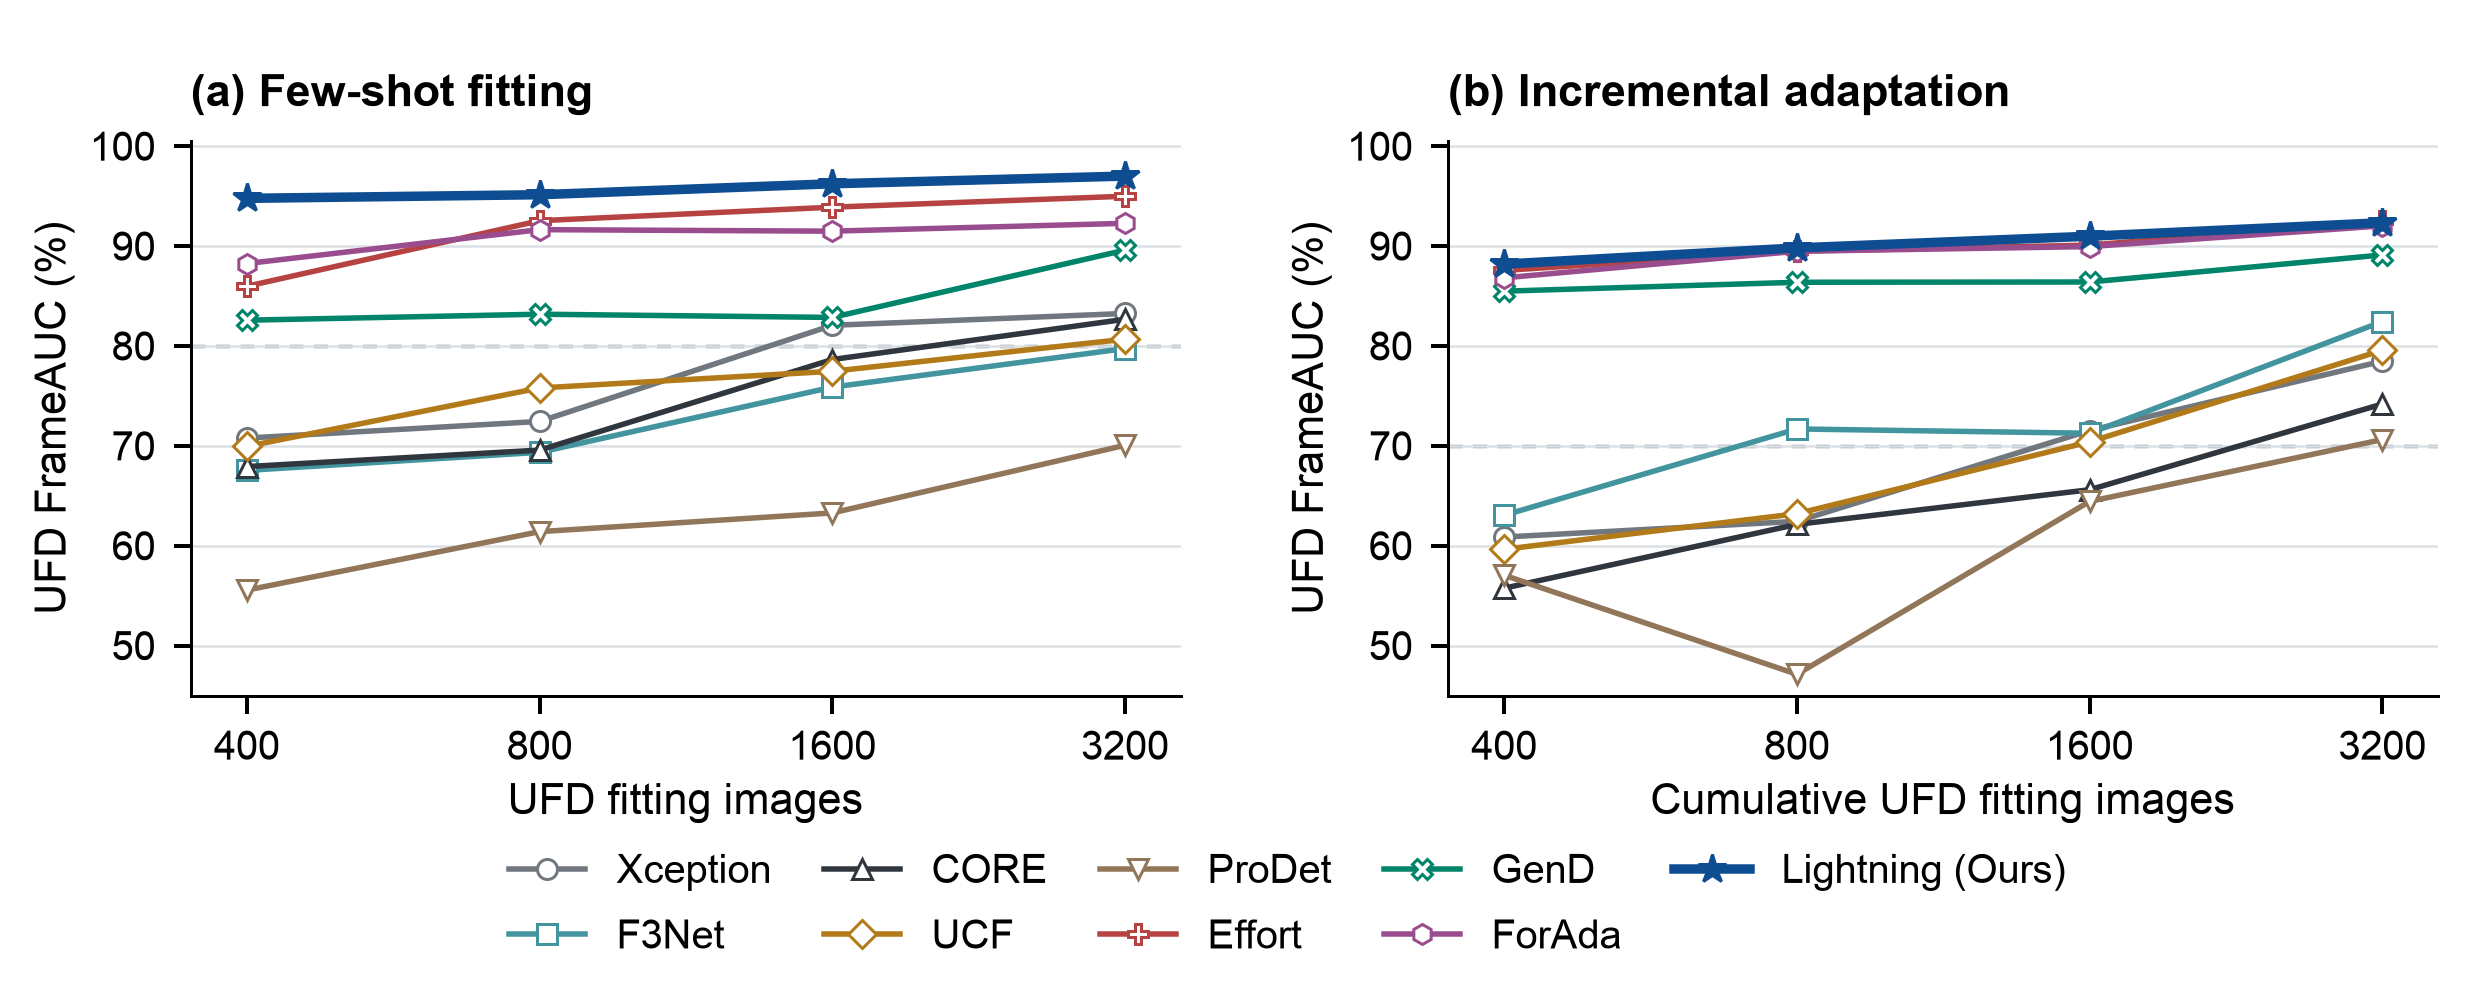 (a) Few-shot fitting
100
90
80
70
60
50
UFD FrameAUC (%)
400 800 1600 3200
UFD fitting images
(b) Incremental adaptation
100
90
80
70
60
50
UFD FrameAUC (%)
400 800 1600 3200
Cumulative UFD fitting images
Xception CORE ProDet GenD Lightning (Ours)
F3Net UCF Effort ForAda